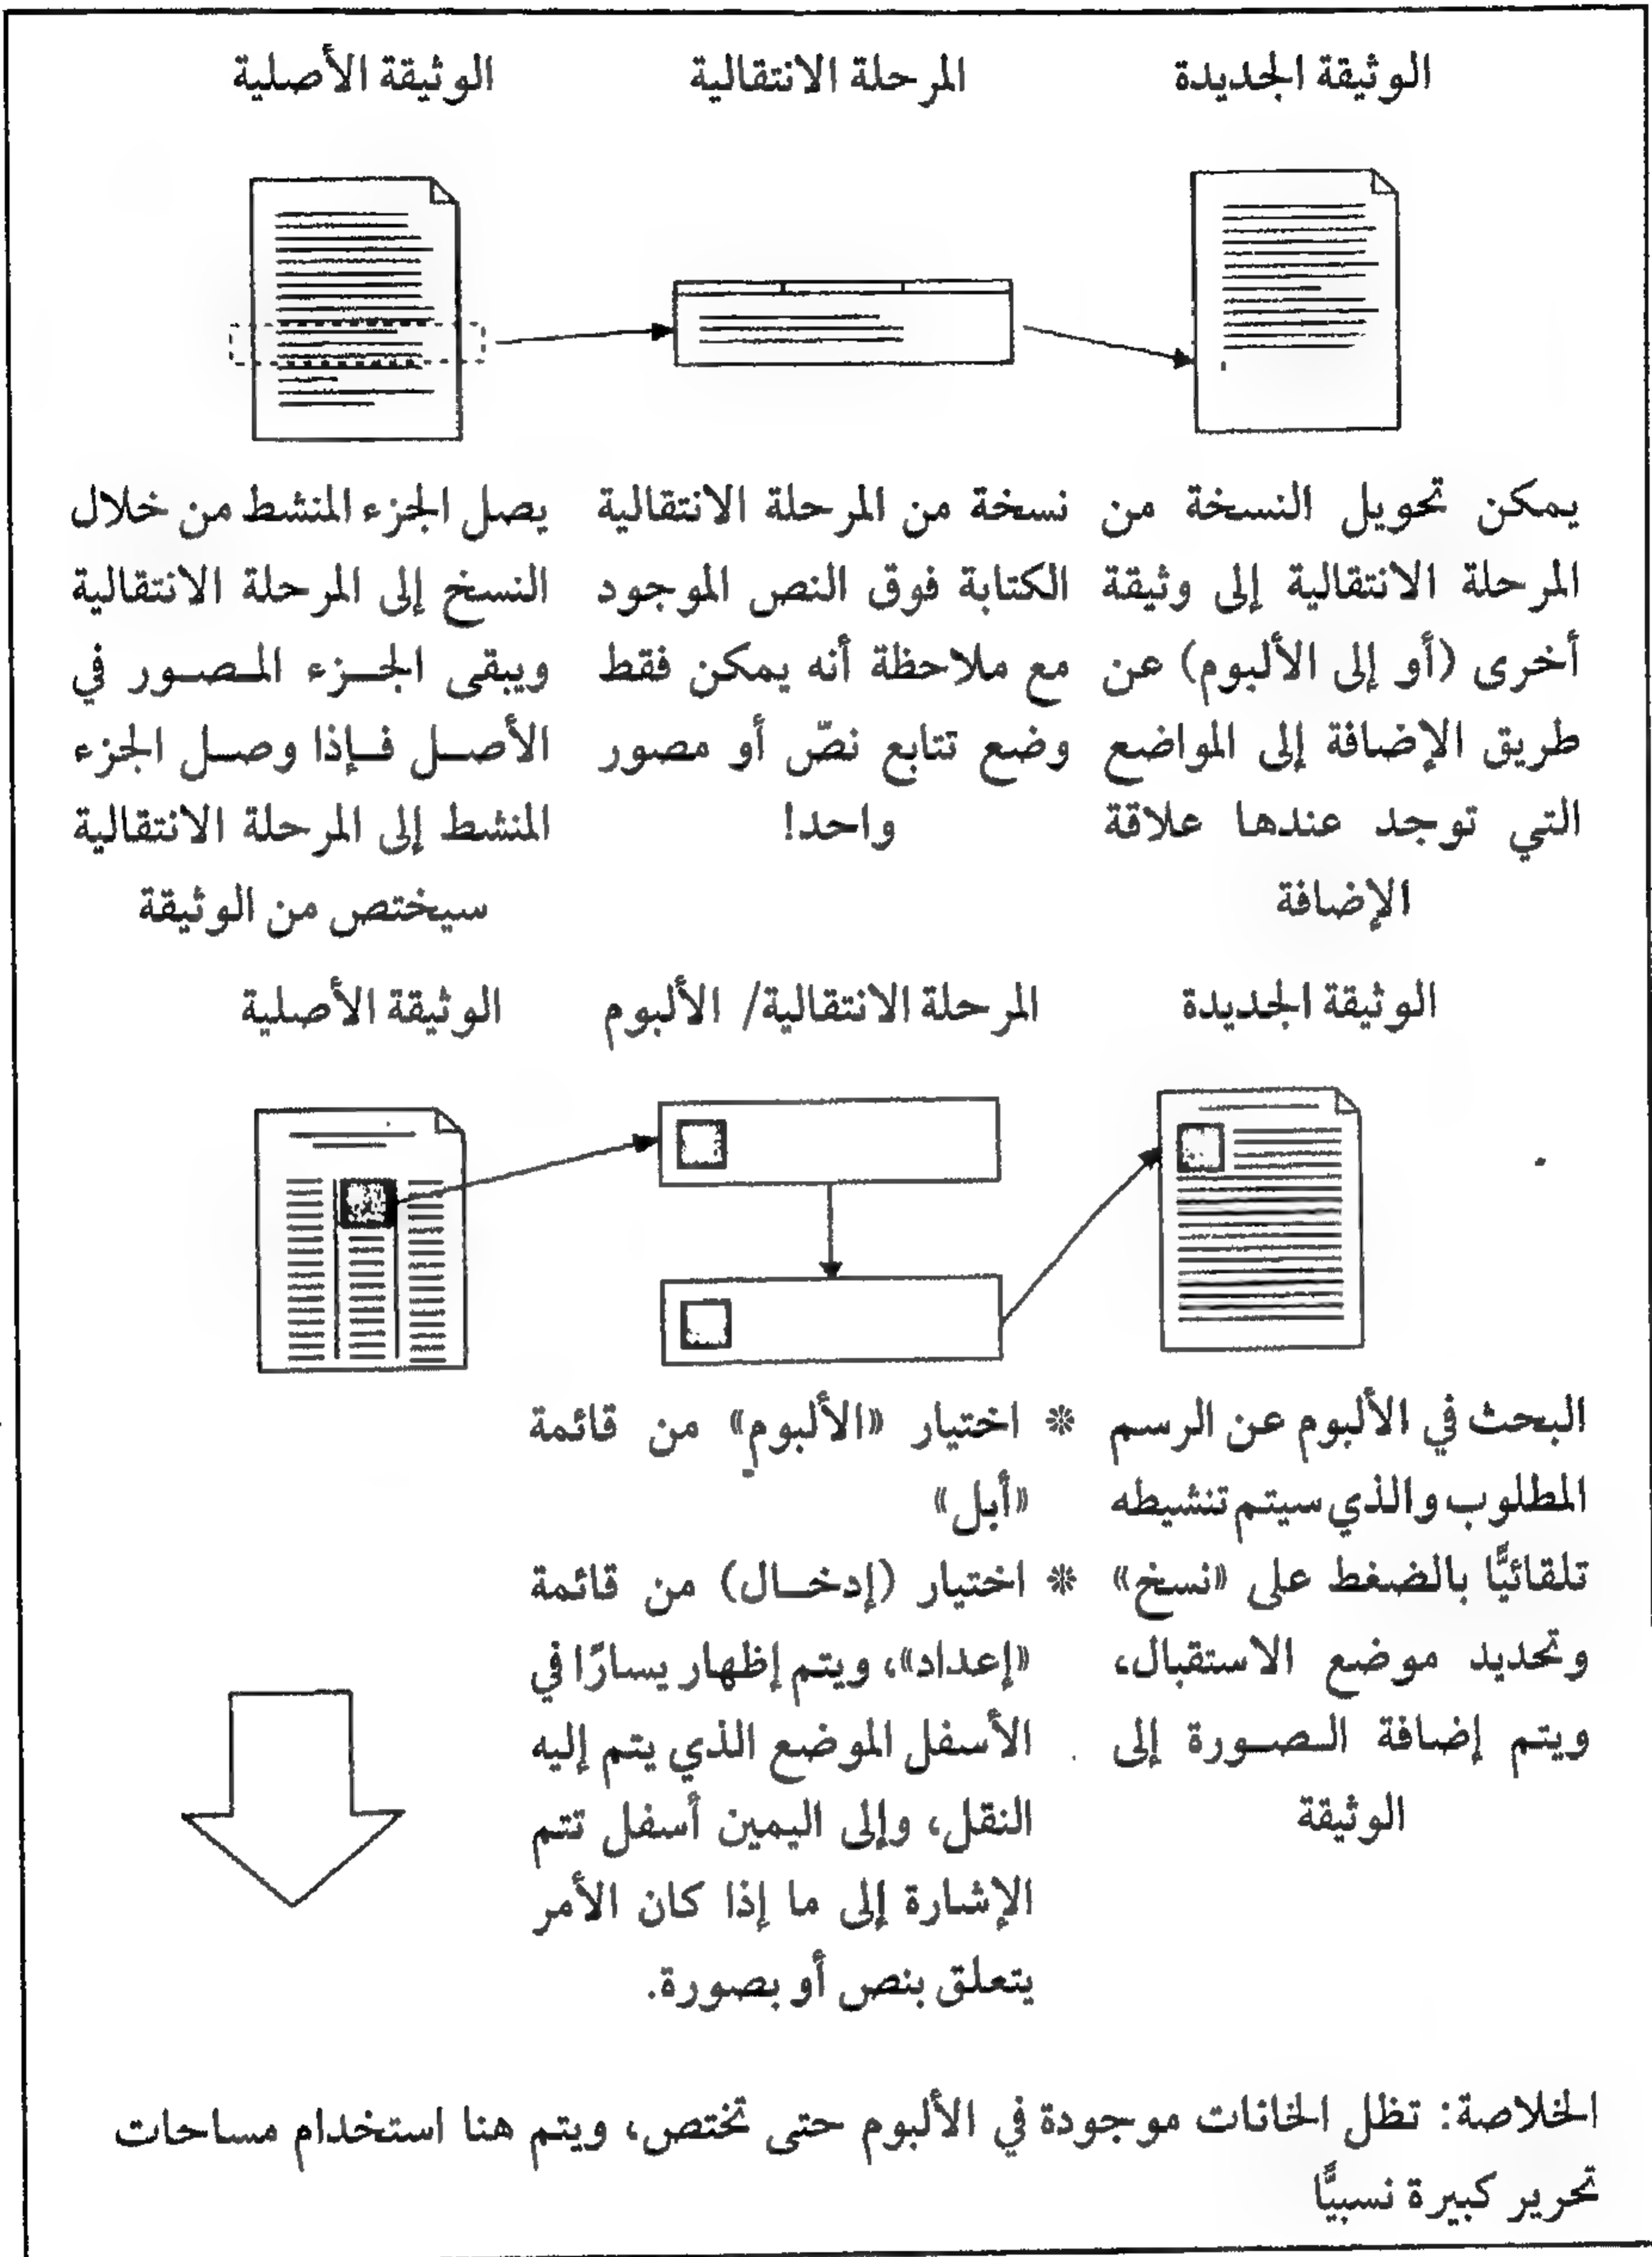 الوثيقة الجديدة
المرحلة الانتقالية
الوثيقة الأصلية
يمكن تحويل النسخة من
المرحلة الانتقالية إلى وثيقة
أخرى (أو إلى الألبوم) عن
طريق الإضافة إلى المواضع
التي توجد عندها علاقة
الإضافة
نسخة من المرحلة الانتقالية
الكتابة فوق النص الموجود
مع ملاحظة أنه يمكن فقط
وضع تتابع نصّ أو مصور
واحد!
يصل الجزء المنشط من خلال
النسخ إلى المرحلة الانتقالية
ويبقى الجزء المصور في
الأصل فإذا وصل الجزء
المنشط إلى المرحلة الانتقالية
سيختص من الوثيقة
الوثيقة الجديدة
المرحلة الانتقالية/ الألبوم
الوثيقة الأصلية
البحث في الألبوم عن الرسم
المطلوب والذي سيتم تنشيطه
تلقائيًّا بالضغط على «نسخ»
وتحديد موضع الاستقبال،
ويتم إضافة الصورة إلى
الوثيقة
* اختيار «الألبوم» من قائمة
«أبل»
* اختيار (إدخال) من قائمة
«إعداد»، ويتم إظهار يسارًا في
الأسفل الموضع الذي يتم إليه
النقل، وإلى اليمين أسفل تتم
الإشارة إلى ما إذا كان الأمر
يتعلق بنص أو بصورة.
الخلاصة: تظل الخانات موجودة في الألبوم حتى تختص، ويتم هنا استخدام مساحات
تحرير كبيرة نسبيًّا